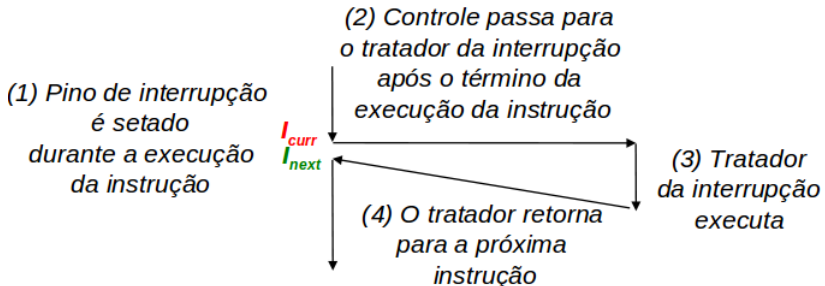 (1) Pino de interrupção
é setado
durante a execução
da instrução
(2) Controle passa para
o tratador da interrupção
após o término da
execução da instrução
Icurr
Inext
(3) Tratador
da interrupção
executa
(4) O tratador retorna
para a próxima
instrução